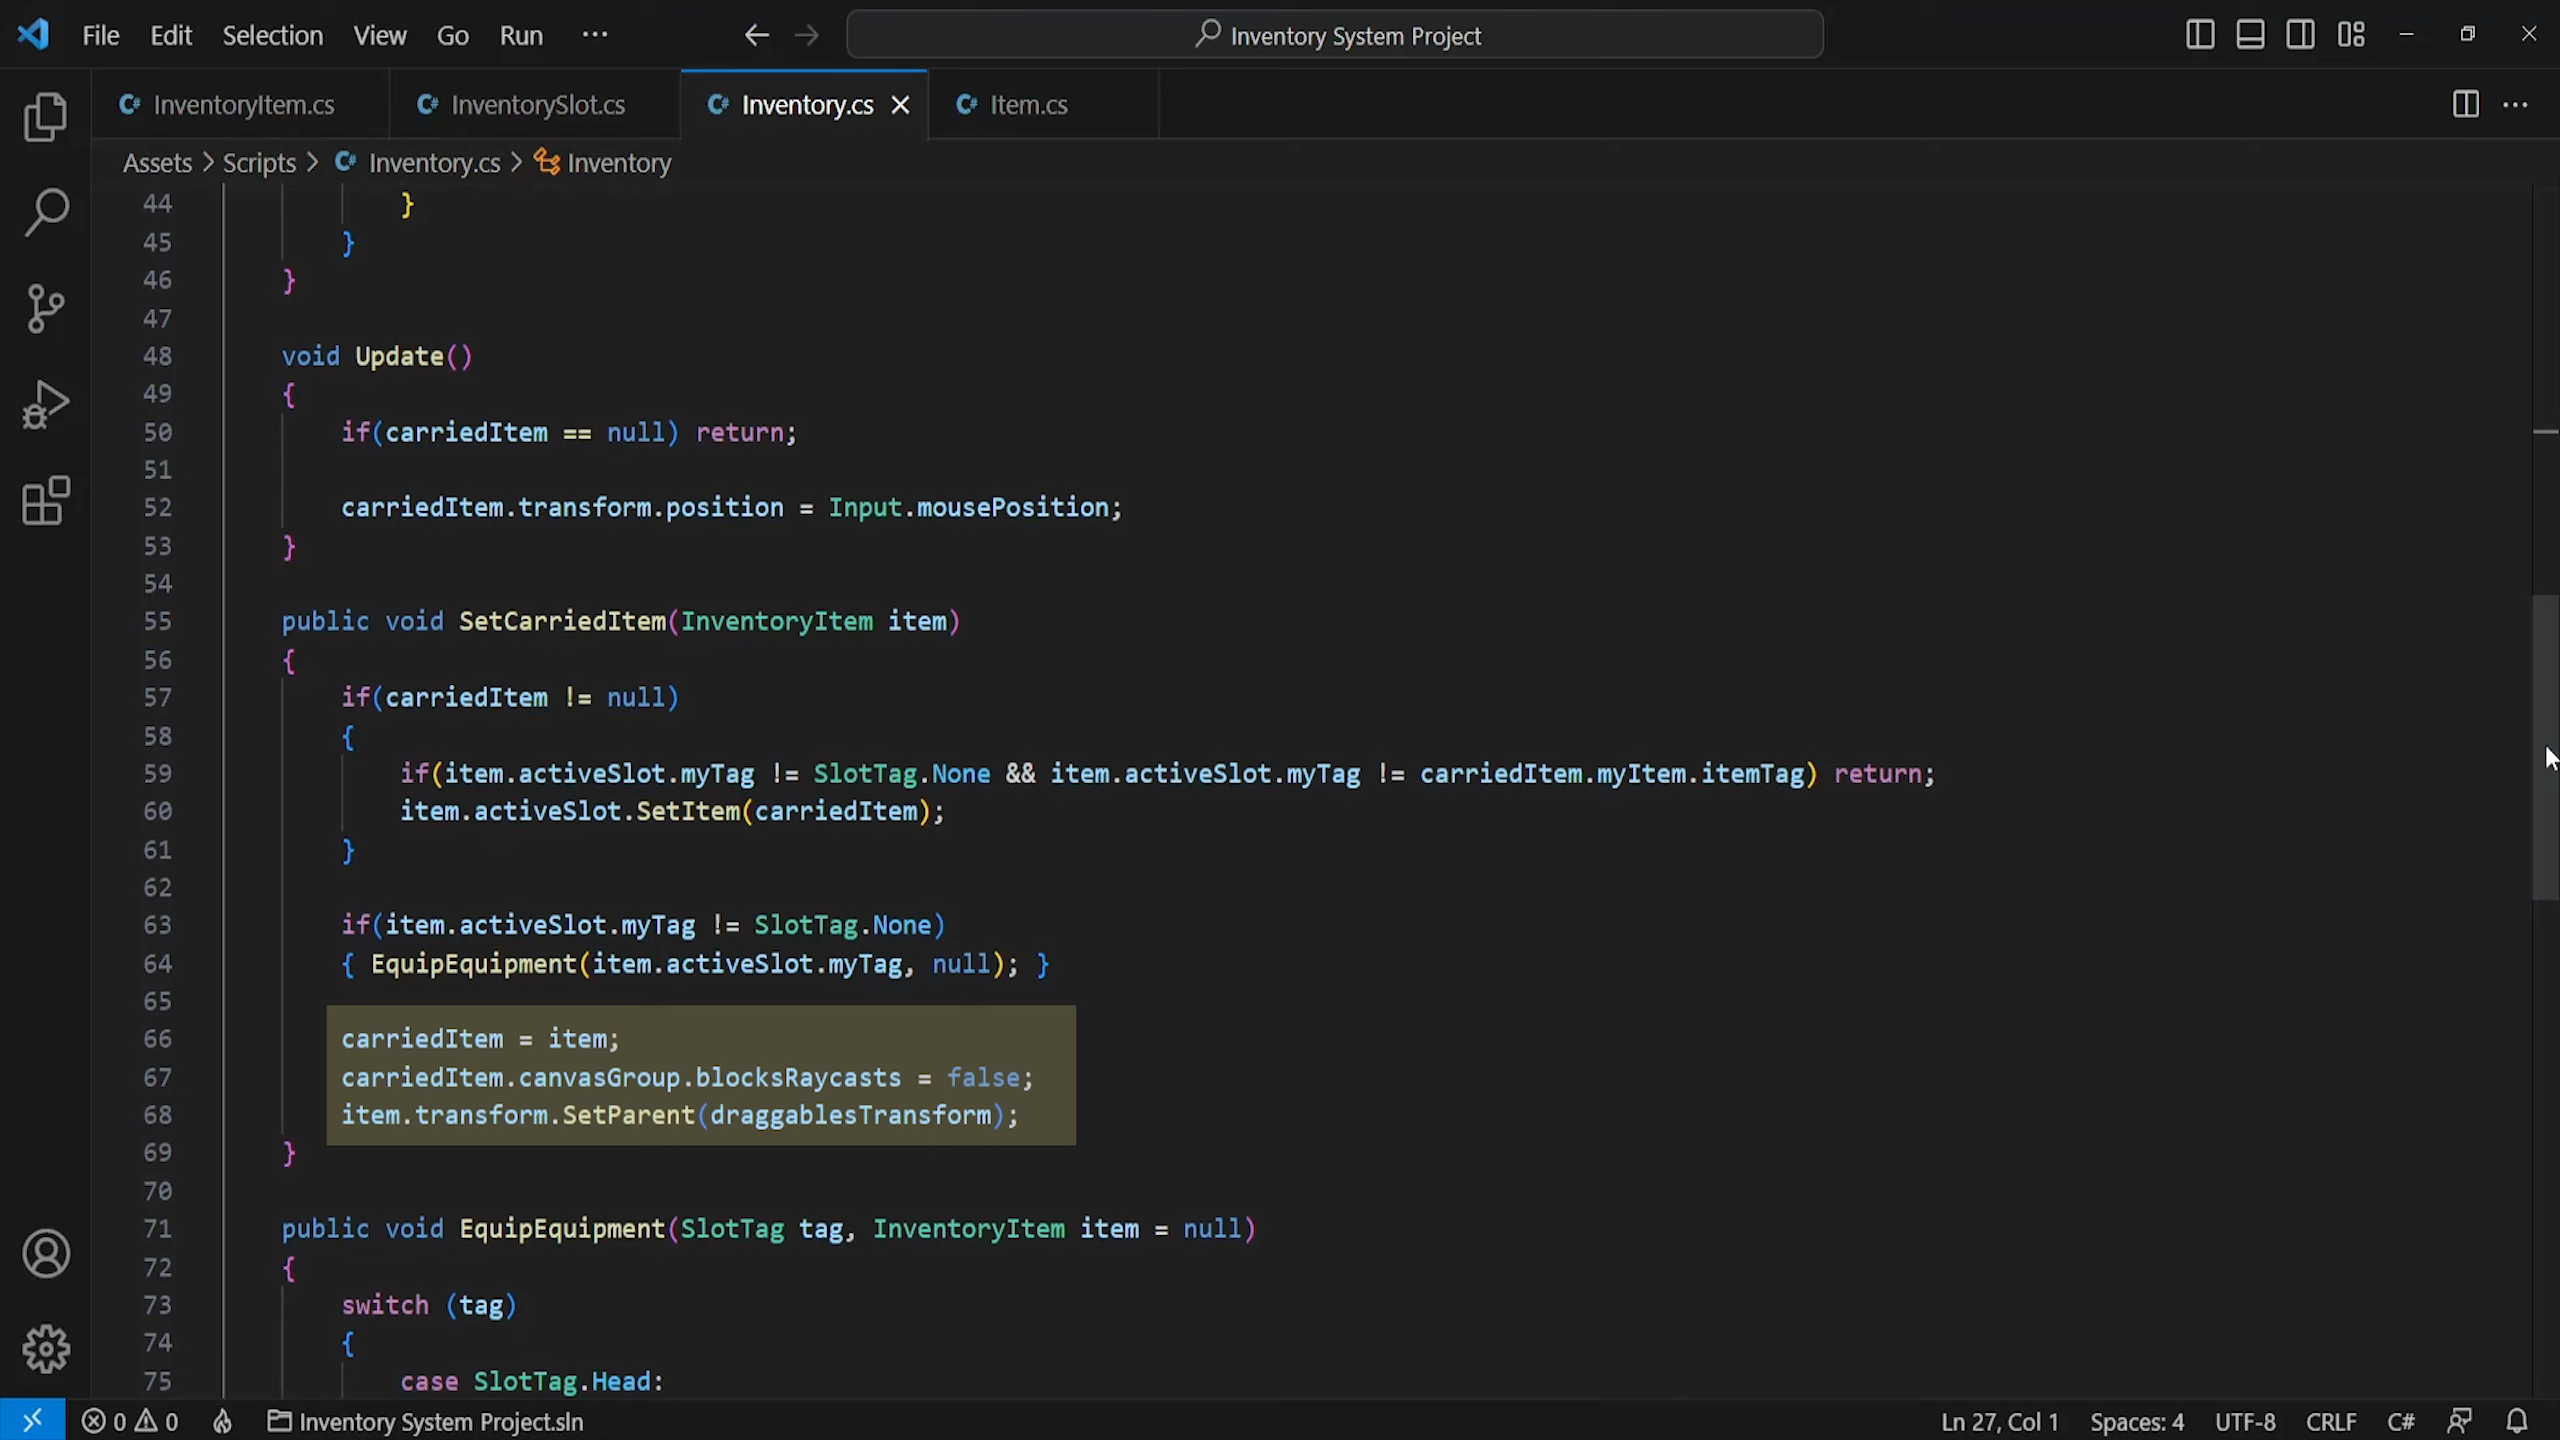 File Edit Selection View Go Run ··· Inventory System Project
InventoryItem.cs InventorySlot.cs Inventory.cs Item.cs
Assets > Scripts > Inventory.cs > Inventory
44 }
45 }
46 }
47
48 void Update()
49 {
50 if(carriedItem == null) return;
51
52 carriedItem.transform.position = Input.mousePosition;
53 }
54
55 public void SetCarriedItem(InventoryItem item)
56 {
57 if(carriedItem != null)
58 {
59 if(item.activeSlot.myTag != SlotTag.None && item.activeSlot.myTag != carriedItem.myItem.itemTag) return;
60 item.activeSlot.SetItem(carriedItem);
61 }
62
63 if(item.activeSlot.myTag != SlotTag.None)
64 { EquipEquipment(item.activeSlot.myTag, null); }
65
66 carriedItem = item;
67 carriedItem.canvasGroup.blocksRaycasts = false;
68 item.transform.SetParent(draggablesTransform);
69 }
70
71 public void EquipEquipment(SlotTag tag, InventoryItem item = null)
72 {
73 switch (tag)
74 {
75 case SlotTag.Head:
0 0 Inventory System Project.sln Ln 27, Col 1 Spaces: 4 UTF-8 CRLF C#